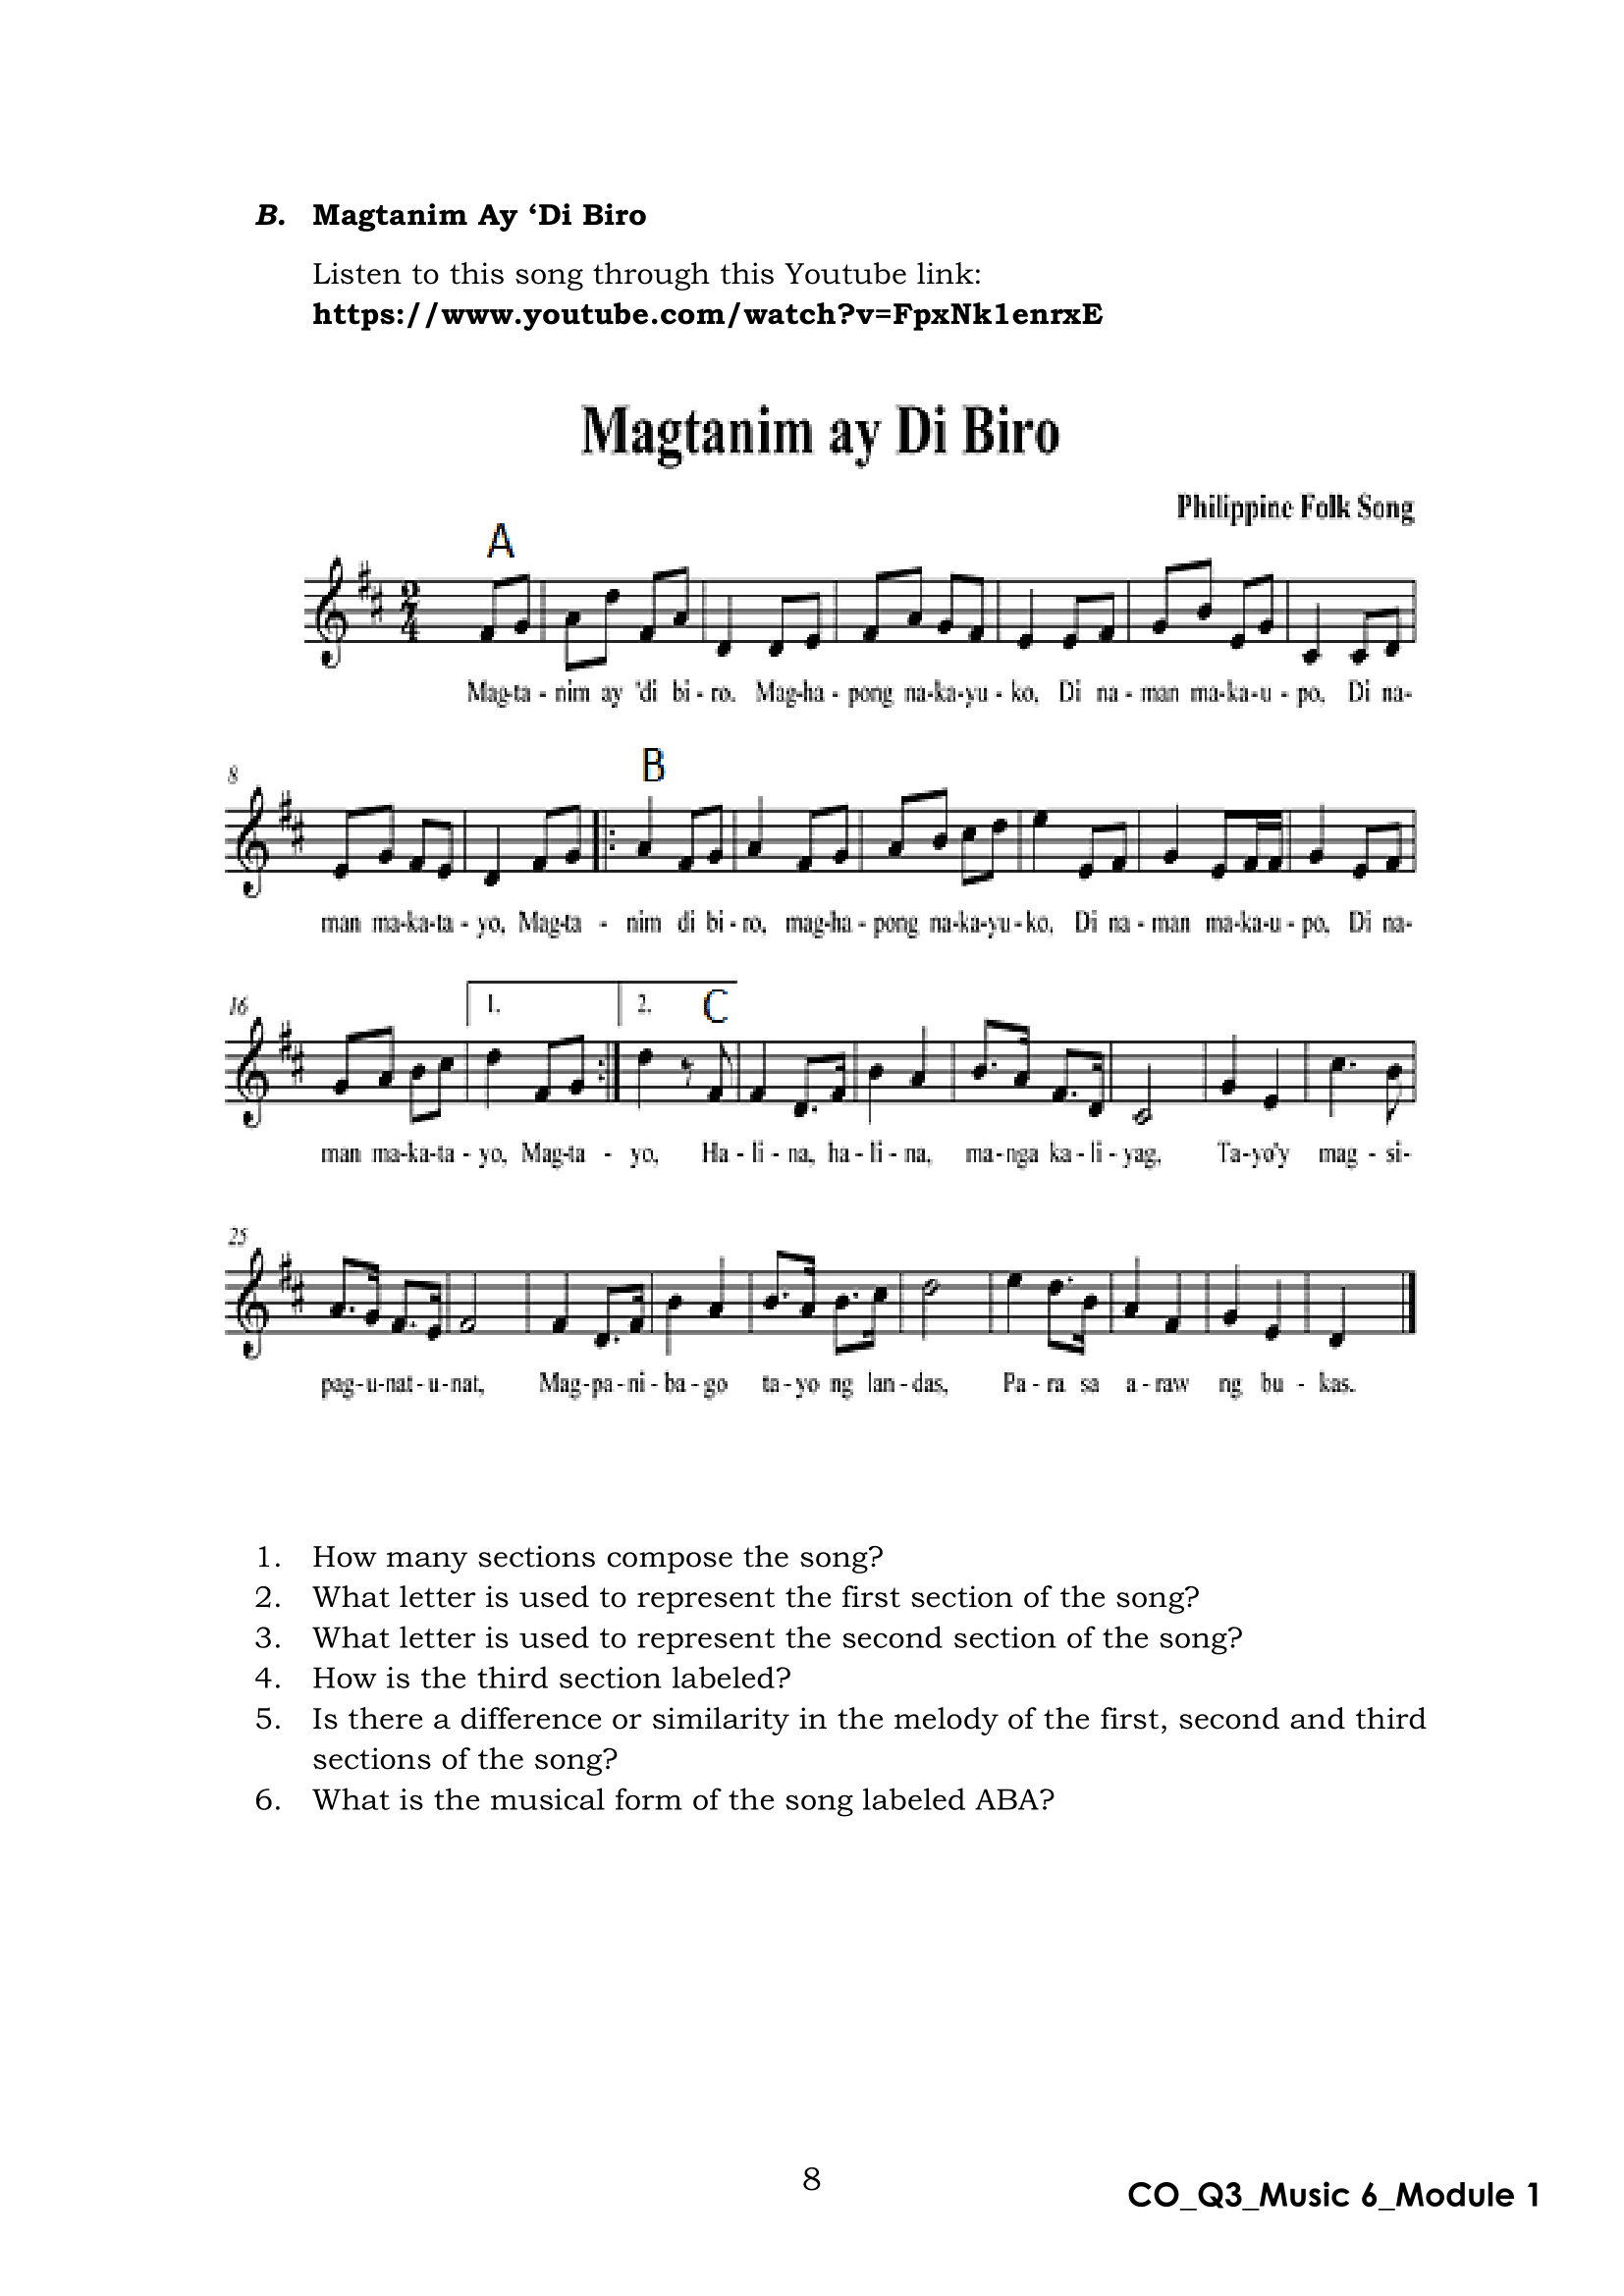 B. Magtanim Ay ‘Di Biro
Listen to this song through this Youtube link:
https://www.youtube.com/watch?v=FpxNk1enrxE
Magtanim ay Di Biro
Philippine Folk Song
A
2/4
Mag-ta - nim ay 'di bi - ro. Mag-ha - pong na-ka-yu - ko, Di na - man ma-ka-u - po, Di na-
8
B
man ma-ka-ta - yo, Mag-ta - nim di bi - ro, mag-ha - pong na-ka-yu - ko, Di na - man ma-ka-u - po, Di na-
16
1. 2. C
man ma-ka-ta - yo, Mag-ta - yo, Ha - li - na, ha - li - na, ma-nga ka - li - yag, Ta-yo'y mag - si-
25
pag - u-nat - u-nat, Mag-pa - ni - ba - go ta - yo ng lan - das, Pa - ra sa a - raw ng bu - kas.
1. How many sections compose the song?
2. What letter is used to represent the first section of the song?
3. What letter is used to represent the second section of the song?
4. How is the third section labeled?
5. Is there a difference or similarity in the melody of the first, second and third
sections of the song?
6. What is the musical form of the song labeled ABA?
8
CO_Q3_Music 6_Module 1